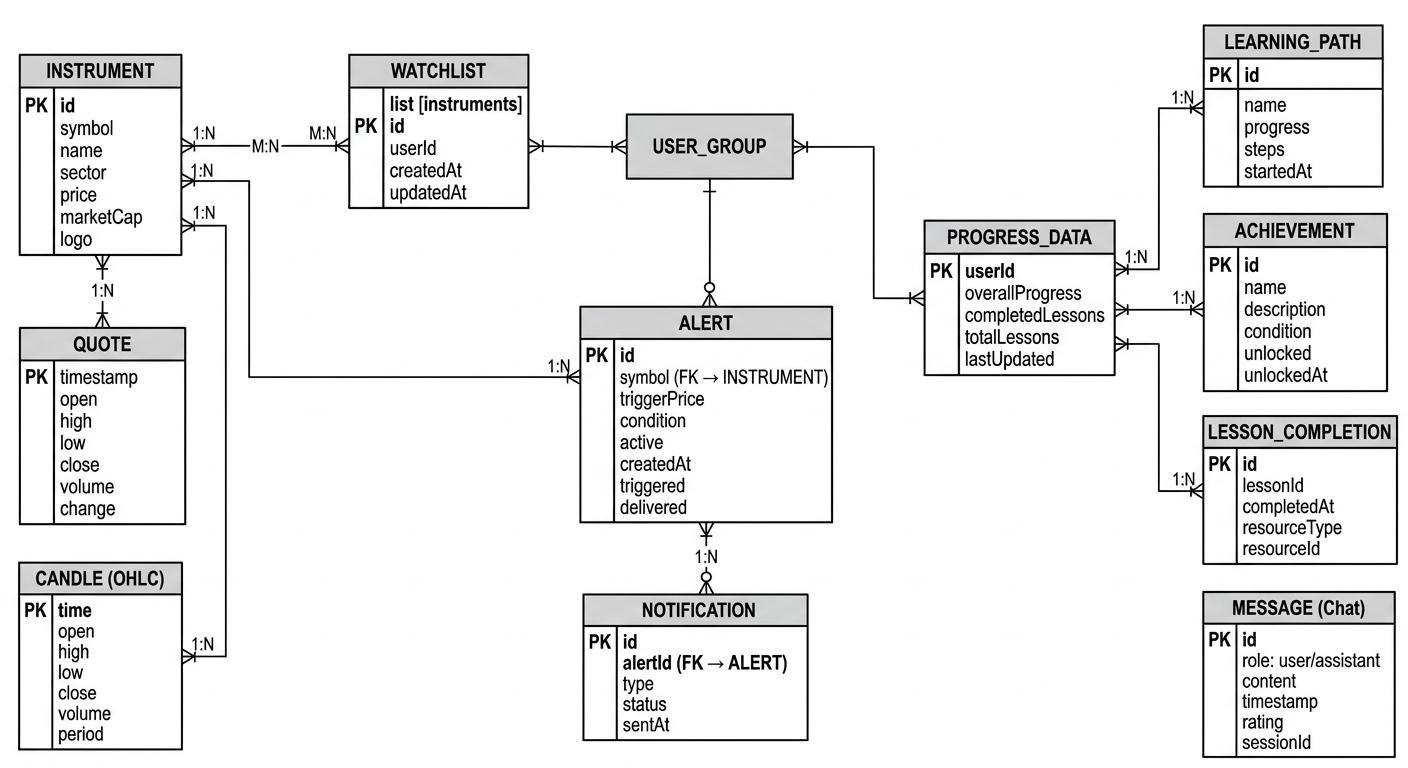 INSTRUMENT
PK id
symbol
name
sector
price
marketCap
logo
1:N
1:N
1:N
M:N
M:N
WATCHLIST
list [instruments]
PK id
userId
createdAt
updatedAt
USER_GROUP
1:N
QUOTE
PK timestamp
open
high
low
close
volume
change
CANDLE (OHLC)
PK time
open
high
low
close
volume
period
1:N
1:N
ALERT
PK id
symbol (FK → INSTRUMENT)
triggerPrice
condition
active
createdAt
triggered
delivered
1:N
NOTIFICATION
PK id
alertId (FK → ALERT)
type
status
sentAt
PROGRESS_DATA
PK userId
overallProgress
completedLessons
totalLessons
lastUpdated
1:N
1:N
1:N
1:N
LEARNING_PATH
PK id
name
progress
steps
startedAt
ACHIEVEMENT
PK id
name
description
condition
unlocked
unlockedAt
LESSON_COMPLETION
PK id
lessonId
completedAt
resourceType
resourceId
MESSAGE (Chat)
PK id
role: user/assistant
content
timestamp
rating
sessionId